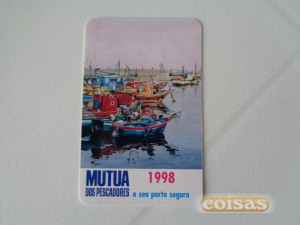 MUTUA 1998
DOS PESCADORES o seu porto seguro
coisas